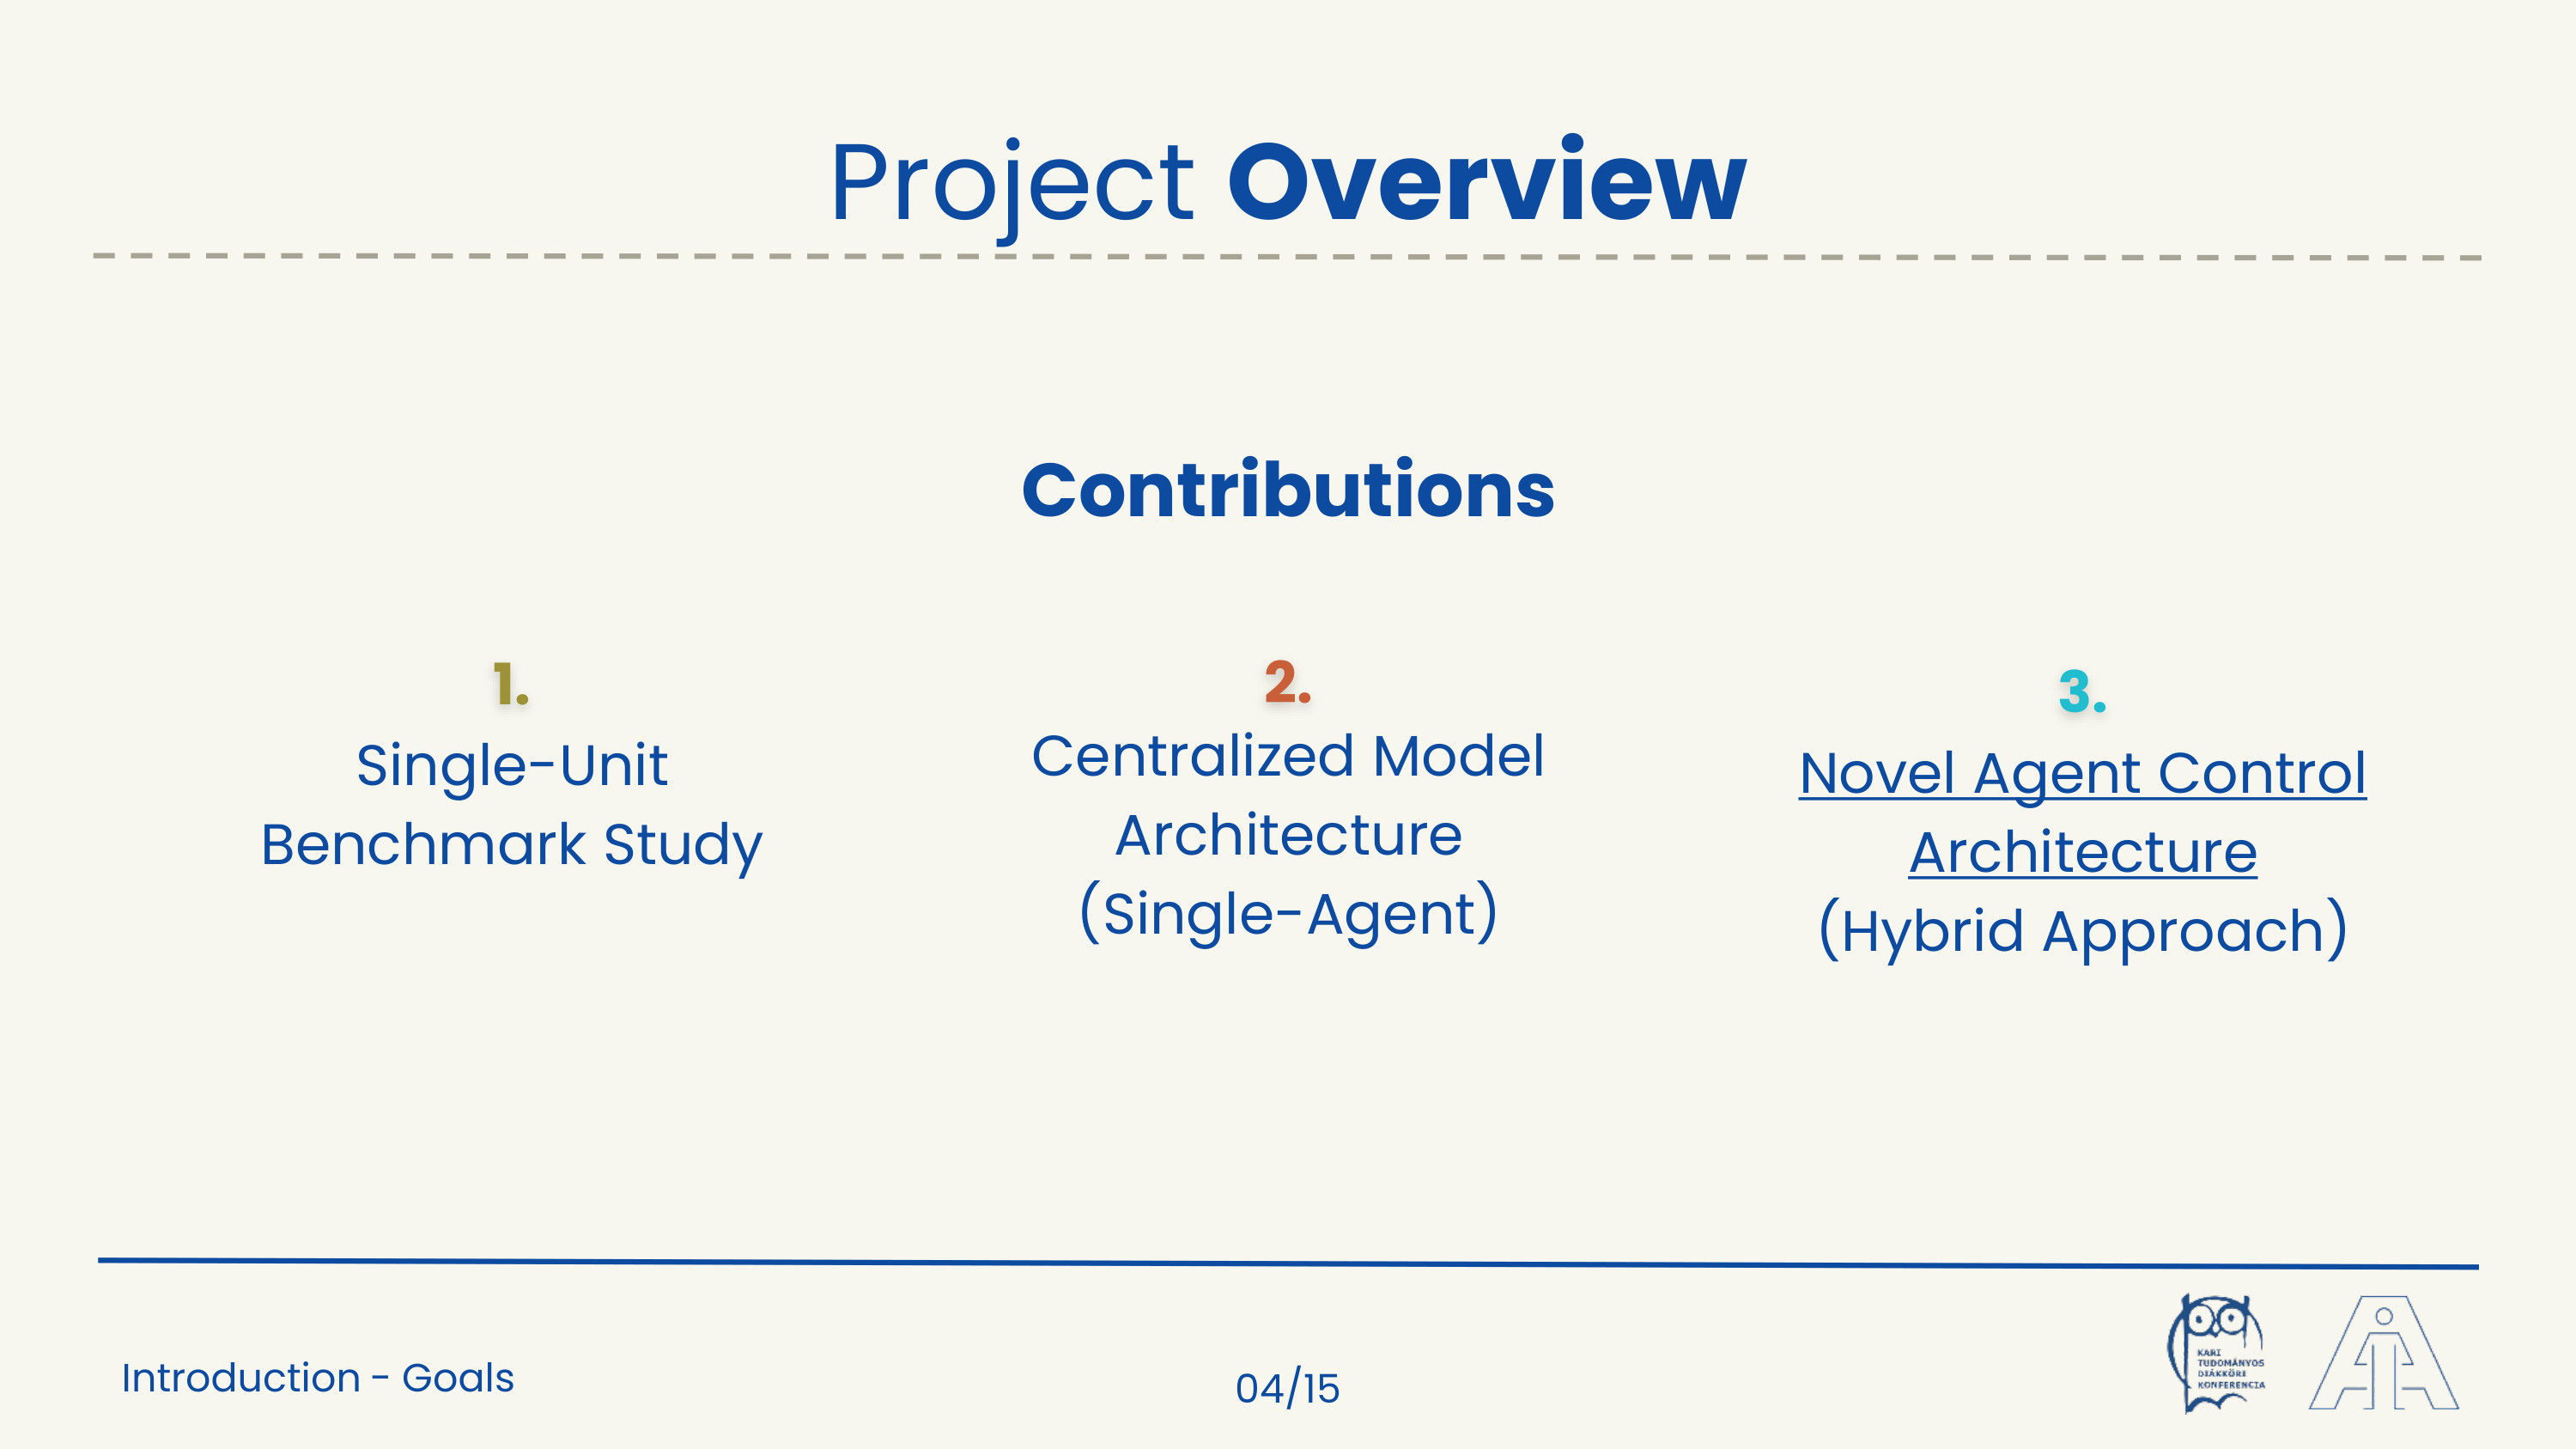 Project Overview
Contributions
1.
Single-Unit
Benchmark Study
2.
Centralized Model
Architecture
(Single-Agent)
3.
Novel Agent Control
Architecture
(Hybrid Approach)
Introduction - Goals
04/15
KARI
TUDOMÁNYOS
DIÁKKÖRI
KONFERENCIA